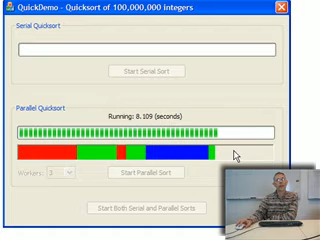 QuickDemo - Quicksort of 100,000,000 integers
Serial Quicksort
Start Serial Sort
Parallel Quicksort
Running: 8.109 (seconds)
Workers: 3
Start Parallel Sort
Start Both Serial and Parallel Sorts